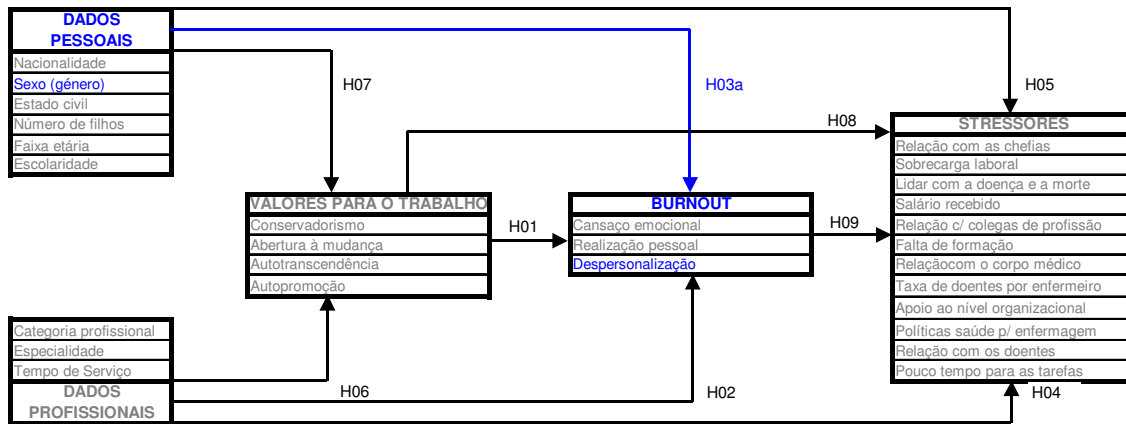 DADOS
PESSOAIS
Nacionalidade
Sexo (género)
Estado civil
Número de filhos
Faixa etária
Escolaridade
H07
H03a
H05
H08
STRESSORES
Relação com as chefias
Sobrecarga laboral
Lidar com a doença e a morte
Salário recebido
Relação c/ colegas de profissão
Falta de formação
Relaçãocom o corpo médico
Taxa de doentes por enfermeiro
Apoio ao nível organizacional
Políticas saúde p/ enfermagem
Relação com os doentes
Pouco tempo para as tarefas
VALORES PARA O TRABALHO
Conservadorismo
Abertura à mudança
Autotranscendência
Autopromoção
H01
BURNOUT
Cansaço emocional
Realização pessoal
Despersonalização
H09
Categoria profissional
Especialidade
Tempo de Serviço
DADOS
PROFISSIONAIS
H06
H02
H04